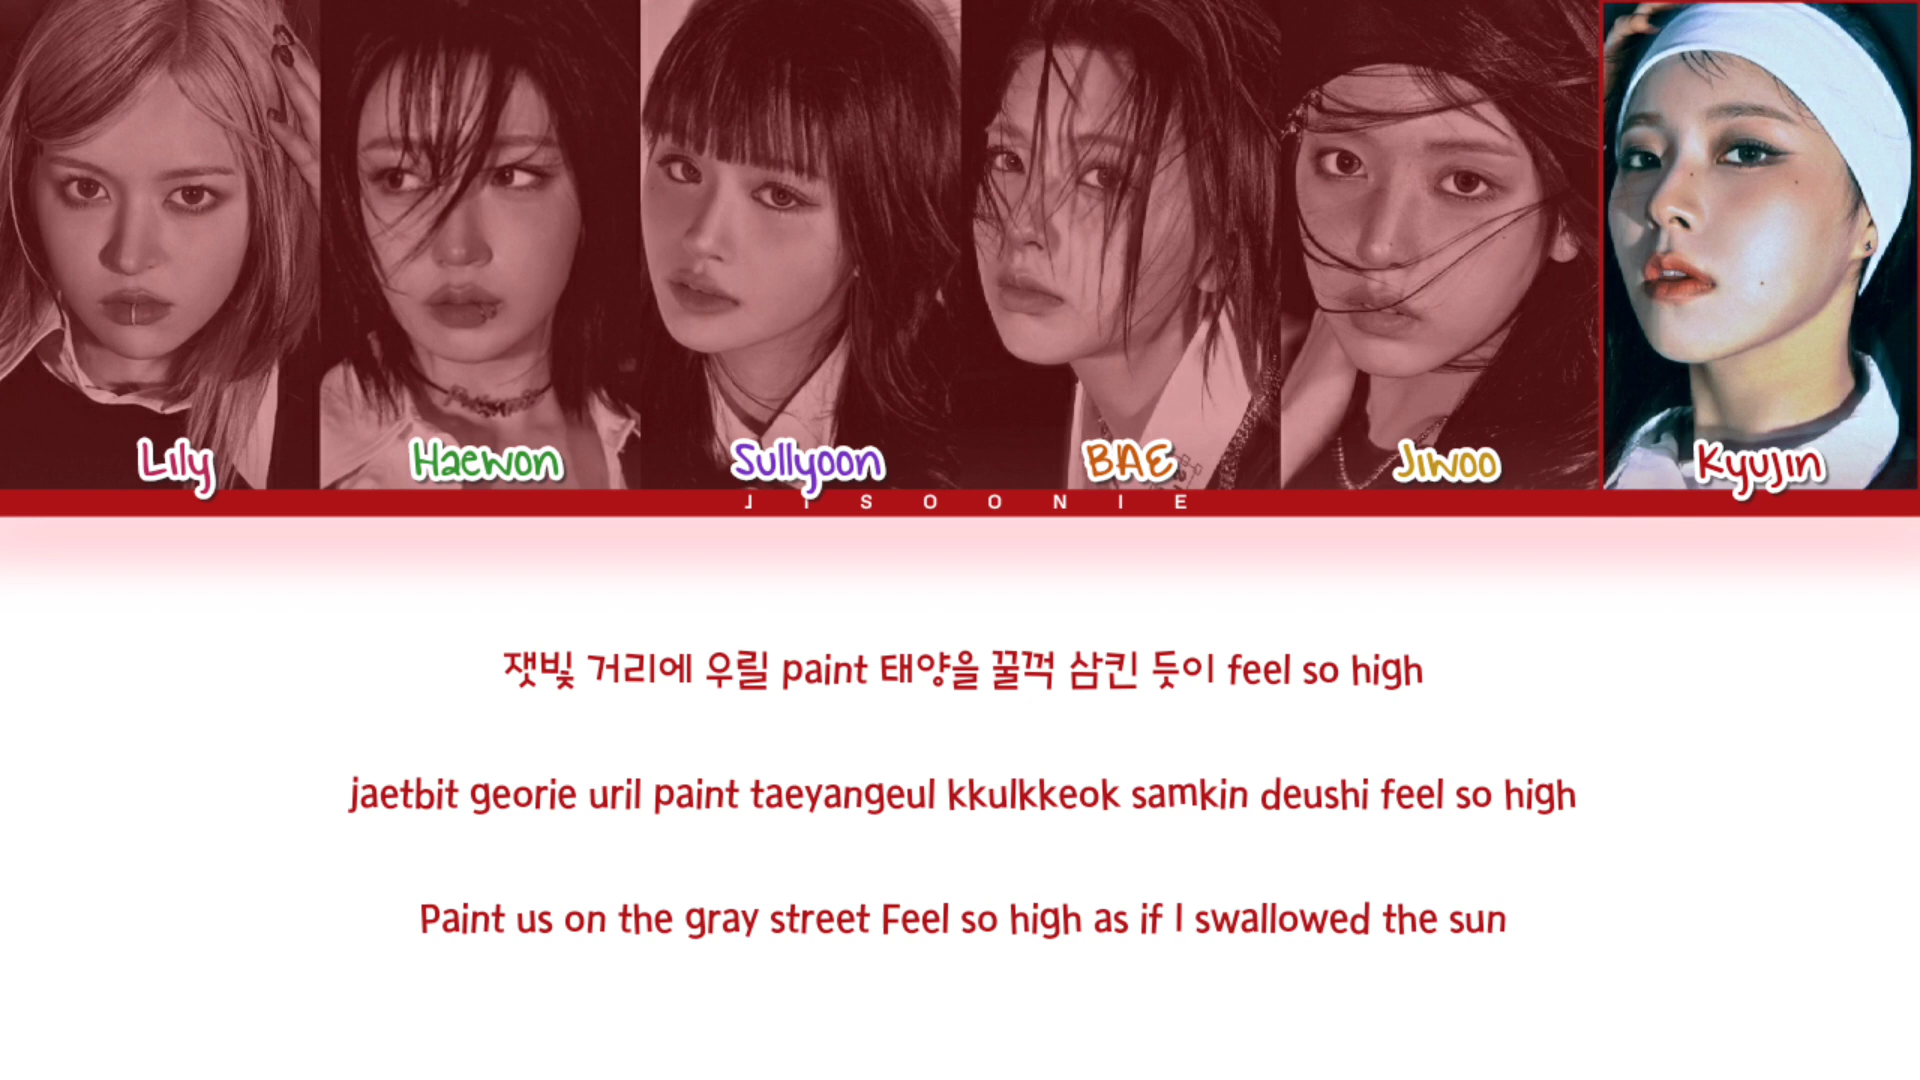 Lily Haewon Sullyoon BAE Jiwoo Kyujin
JISOONIE
잿빛 거리에 우릴 paint 태양을 꿀꺽 삼킨 듯이 feel so high
jaetbit georie uril paint taeyangeul kkulkkeok samkin deushi feel so high
Paint us on the gray street Feel so high as if I swallowed the sun